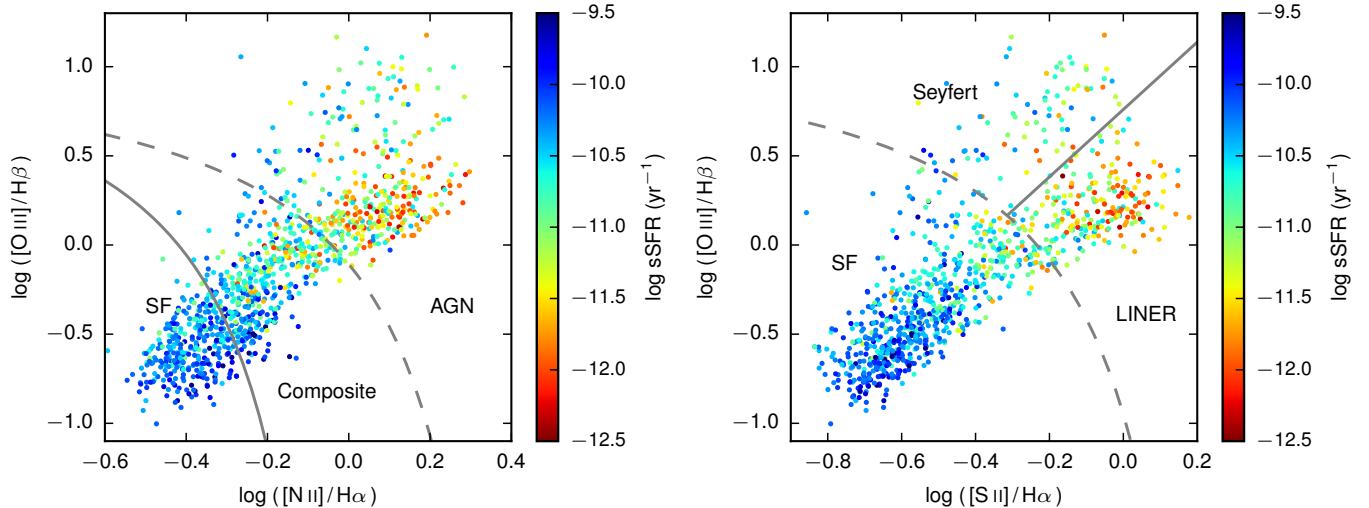 1.0
0.5
0.0
−0.5
−1.0
log ([O III]/Hβ)
SF
AGN
Composite
−0.6 −0.4 −0.2 0.0 0.2 0.4
log ([N II]/Hα)
−9.5
−10.0
−10.5
−11.0
−11.5
−12.0
−12.5
log sSFR (yr⁻¹)
1.0
0.5
0.0
−0.5
−1.0
log ([O III]/Hβ)
Seyfert
SF
LINER
−0.8 −0.6 −0.4 −0.2 0.0 0.2
log ([S II]/Hα)
−9.5
−10.0
−10.5
−11.0
−11.5
−12.0
−12.5
log sSFR (yr⁻¹)